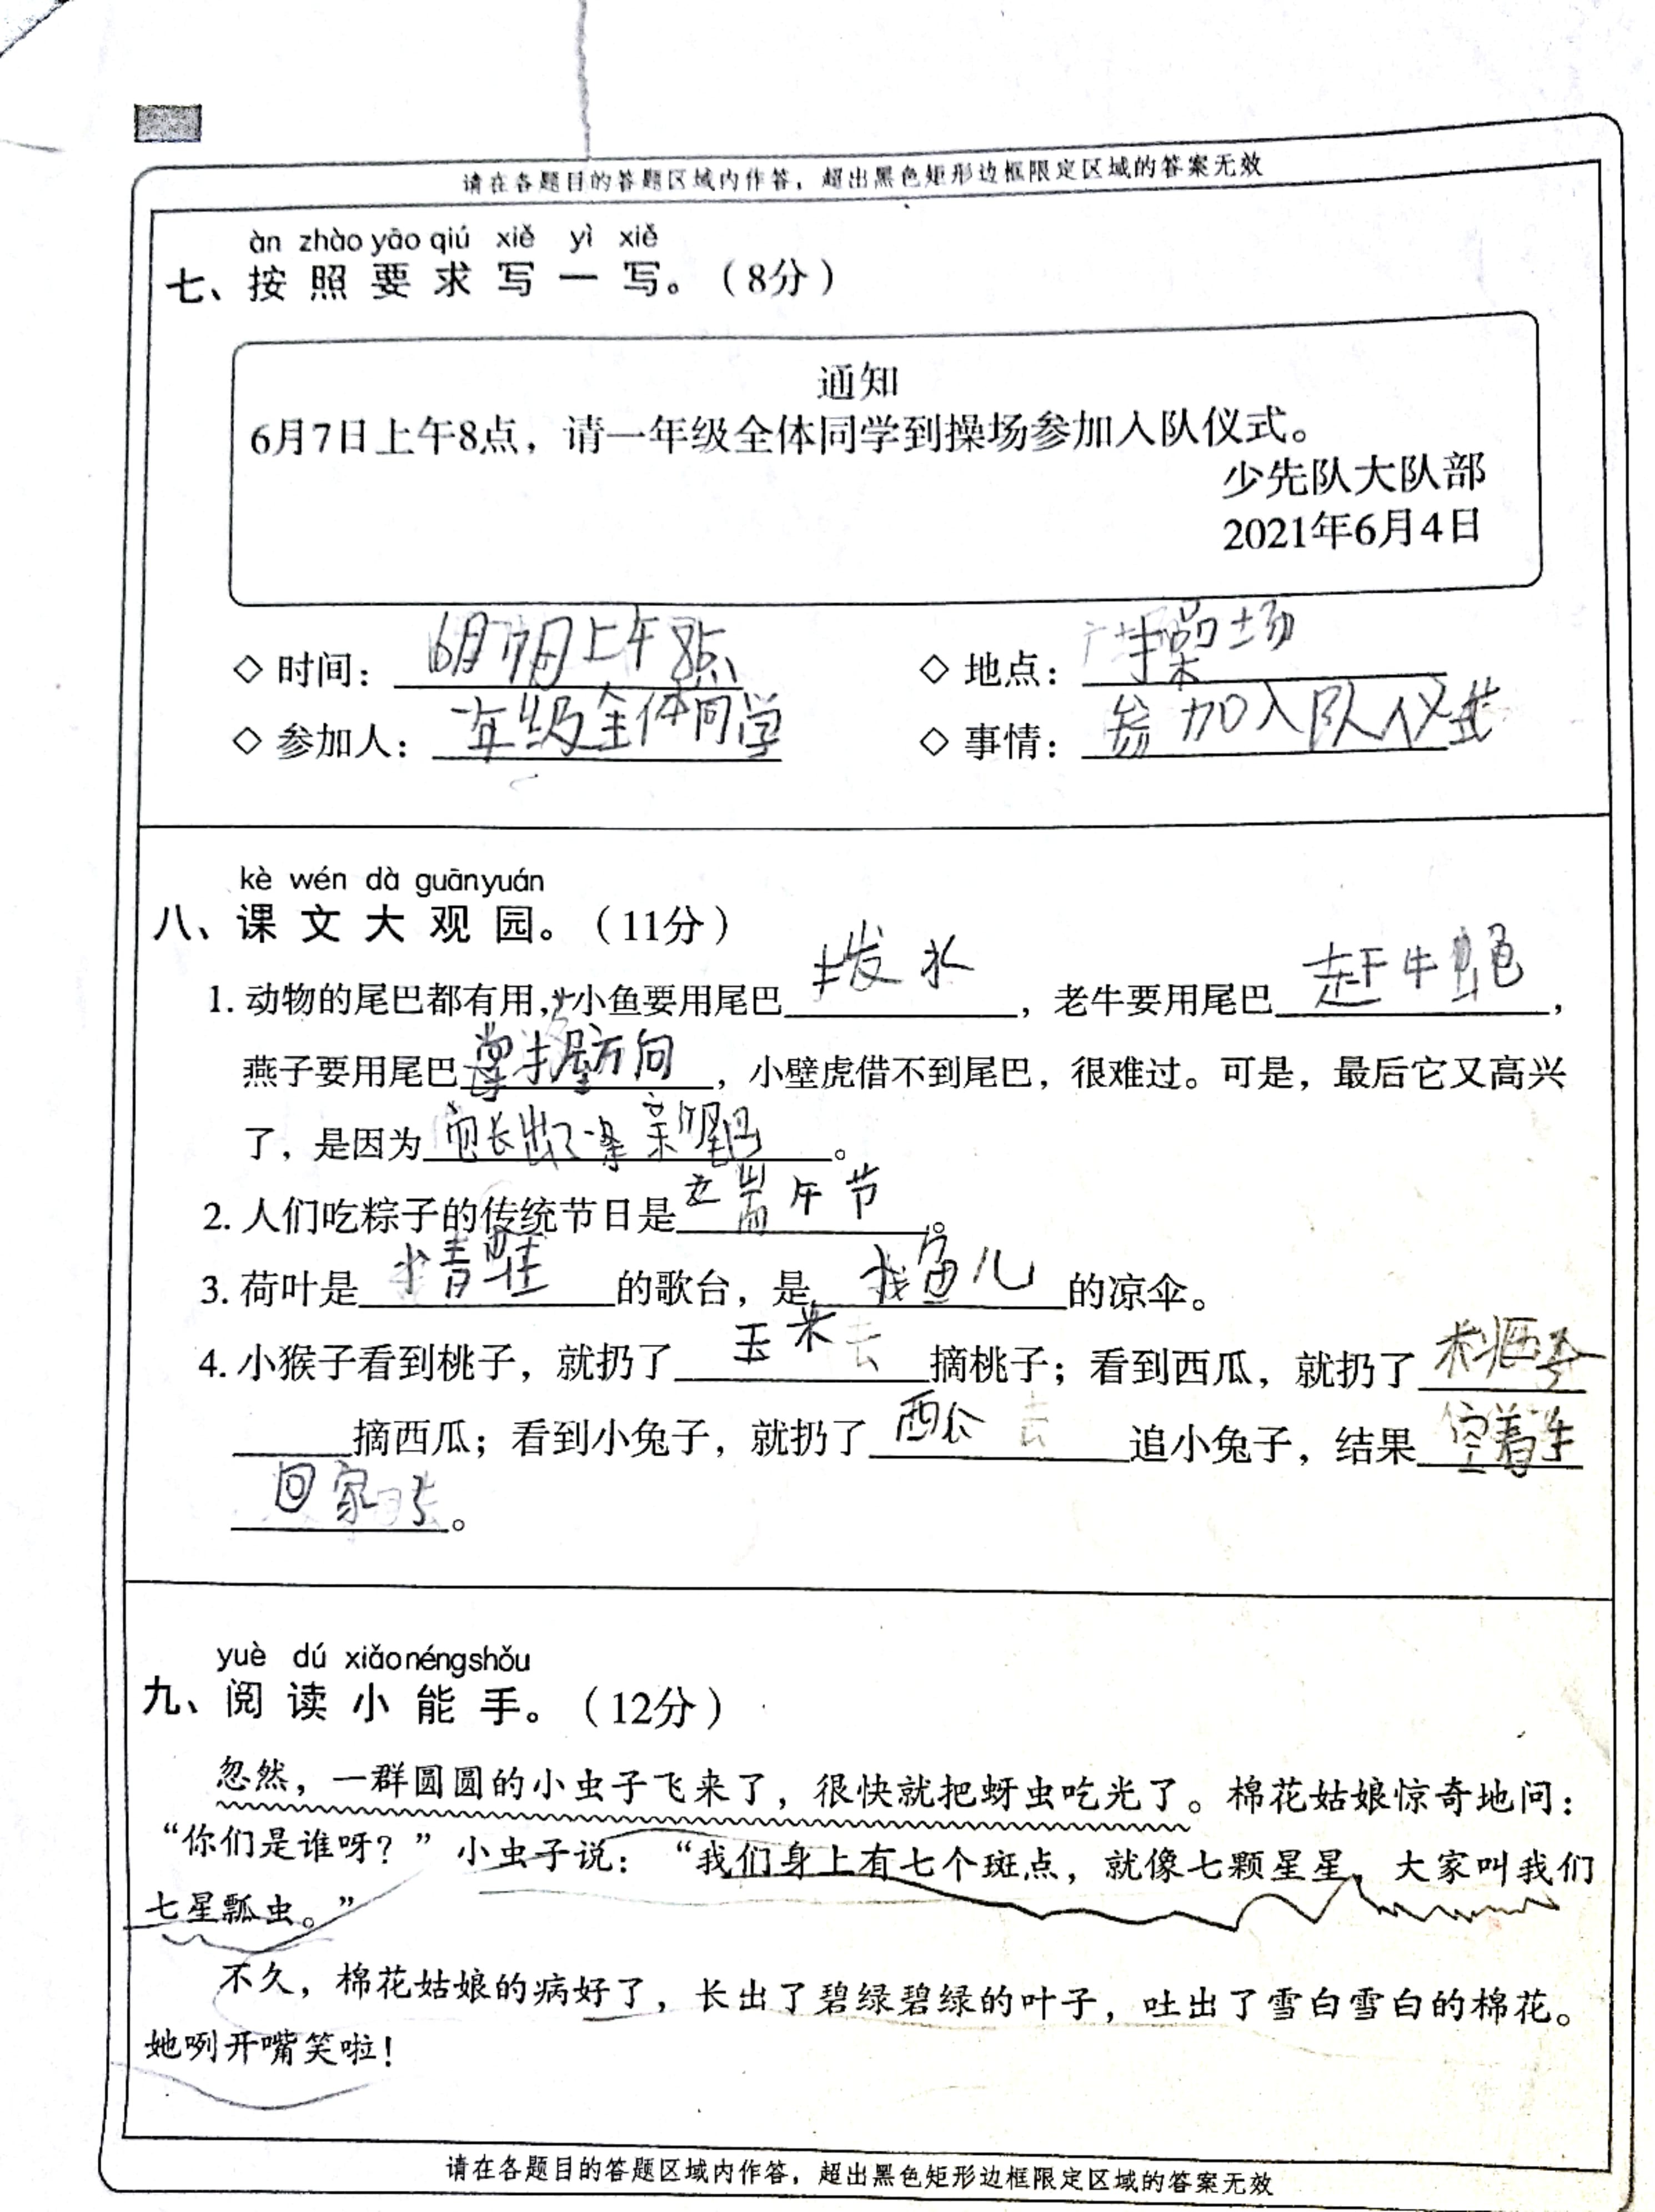 请在各题目的答题区域内作答，超出黑色矩形边框限定区域的答案无效
àn zhào yāo qiú xiě yì xiě
七、按照要求写一写。（8分）
通知
6月7日上午8点，请一年级全体同学到操场参加入队仪式。
少先队大队部
2021年6月4日
◇ 时间：6月7日上午8点 ◇ 地点：操场
◇ 参加人：一年级全体同学 ◇ 事情：参加入队仪式
kè wén dà guānyuán
八、课文大观园。（11分）
1. 动物的尾巴都有用，小鱼要用尾巴拨水，老牛要用尾巴赶牛蝇，
燕子要用尾巴掌握方向，小壁虎借不到尾巴，很难过。可是，最后它又高兴
了，是因为长出了一条新尾巴。
2. 人们吃粽子的传统节日是端午节。
3. 荷叶是青蛙的歌台，是鱼儿的凉伞。
4. 小猴子看到桃子，就扔了玉米去摘桃子；看到西瓜，就扔了
摘西瓜；看到小兔子，就扔了西瓜去追小兔子，结果空着手
回家。
yuè dú xiǎonéngshǒu
九、阅读小能手。（12分）
忽然，一群圆圆的小虫子飞来了，很快就把蚜虫吃光了。棉花姑娘惊奇地问：
“你们是谁呀？”小虫子说：“我们身上有七个斑点，就像七颗星星，大家叫我们
七星瓢虫。”
不久，棉花姑娘的病好了，长出了碧绿碧绿的叶子，吐出了雪白雪白的棉花。
她咧开嘴笑啦！
请在各题目的答题区域内作答，超出黑色矩形边框限定区域的答案无效